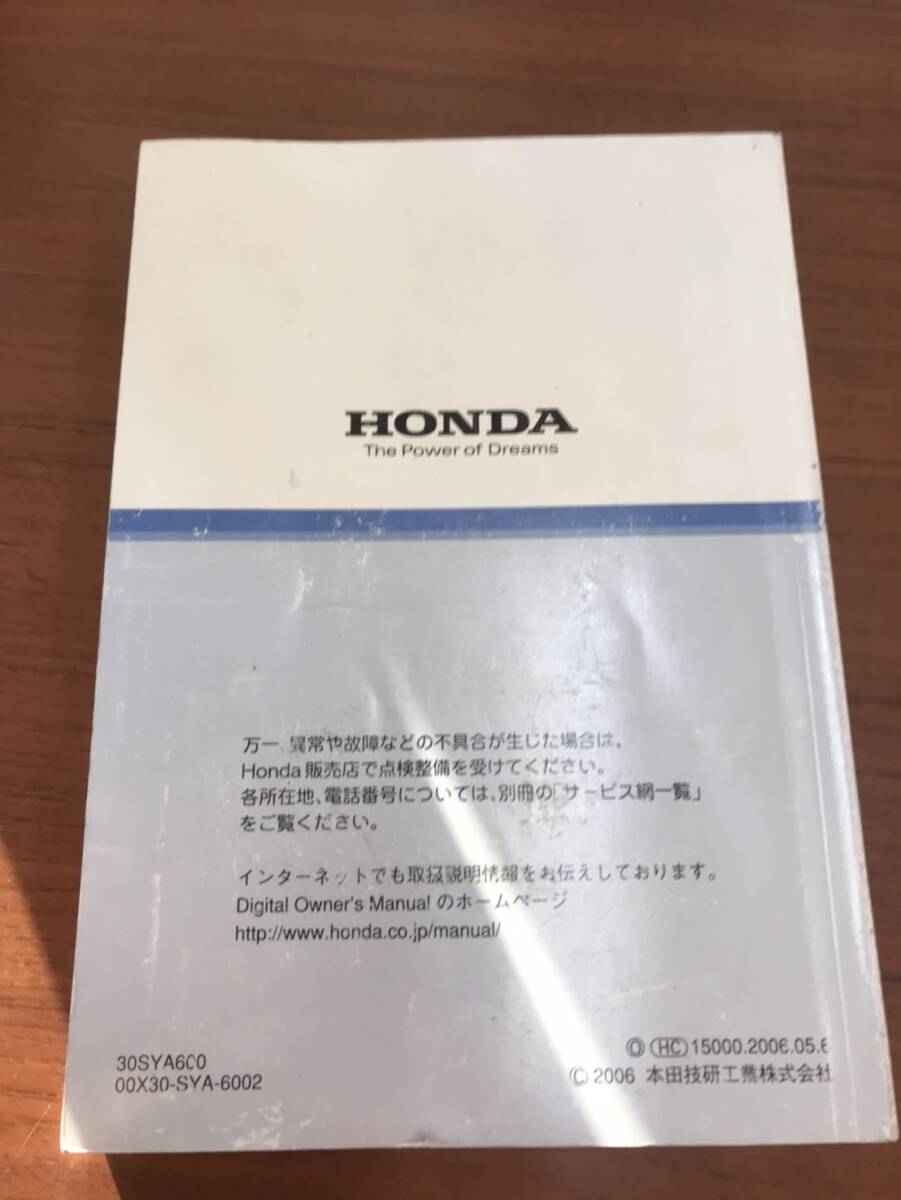 HONDA
The Power of Dreams
万一、異常や故障などの不具合が生じた場合は、
Honda 販売店で点検整備を受けてください。
各所在地、電話番号については、別冊の「サービス網一覧」
をご覧ください。
インターネットでも取扱説明情報をお伝えしております。
Digital Owner's Manual のホームページ
http://www.honda.co.jp/manual/
30SYA600
00X30-SYA-6002
Ⓞ HC 15000.2006.05.
Ⓒ 2006 本田技研工業株式会社